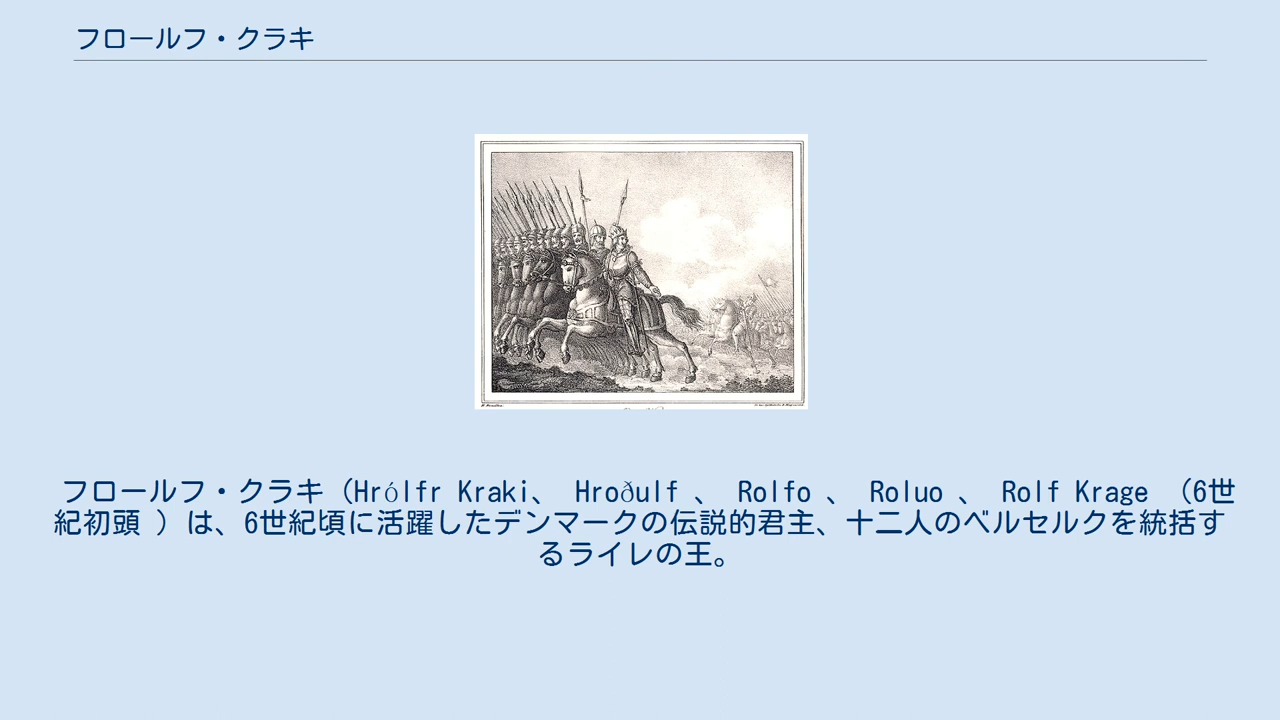 フロールフ・クラキ
フロールフ・クラキ（Hrólfr Kraki、 Hroðulf 、 Rolfo 、 Roluo 、 Rolf Krage （6世
紀初頭 ）は、6世紀頃に活躍したデンマークの伝説的君主、十二人のベルセルクを統括す
るライレの王。